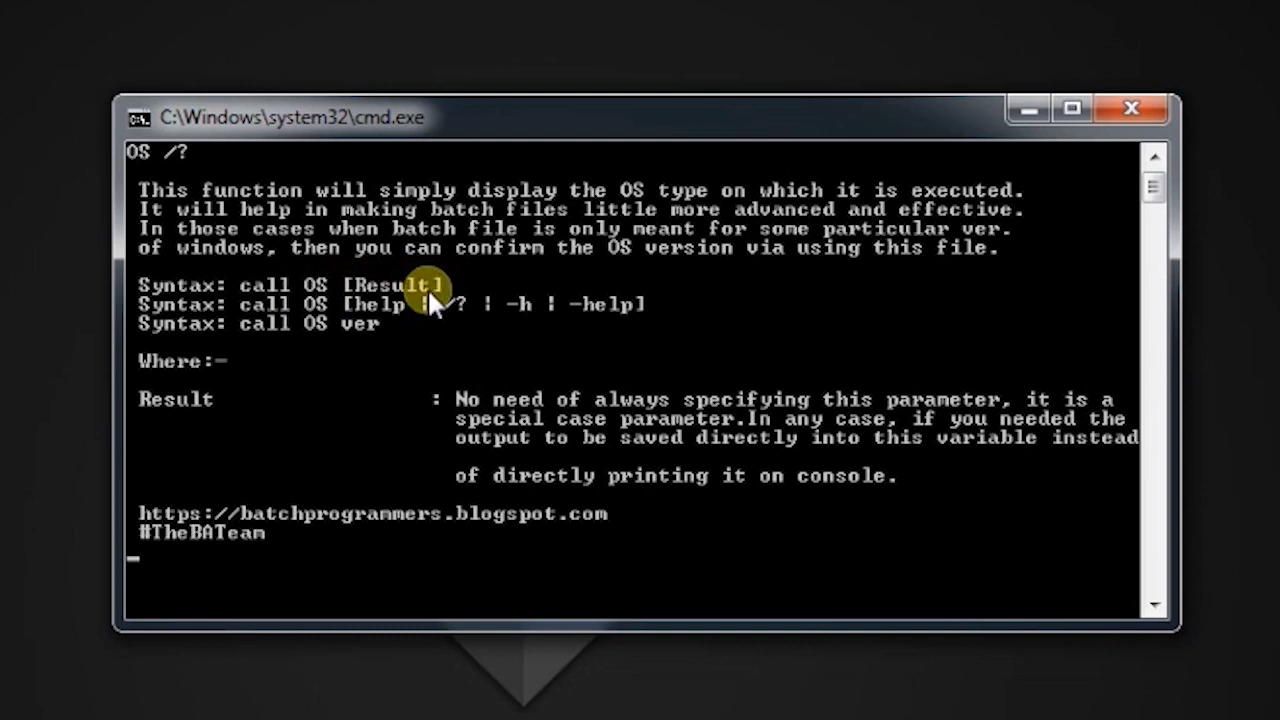 C:\Windows\system32\cmd.exe
OS /?
This function will simply display the OS type on which it is executed.
It will help in making batch files little more advanced and effective.
In those cases when batch file is only meant for some particular ver.
of windows, then you can confirm the OS version via using this file.
Syntax: call OS [Result]
Syntax: call OS [help | /? | -h | -help]
Syntax: call OS ver
Where:-
Result : No need of always specifying this parameter, it is a
special case parameter.In any case, if you needed the
output to be saved directly into this variable instead
of directly printing it on console.
https://batchprogrammers.blogspot.com
#TheBATeam